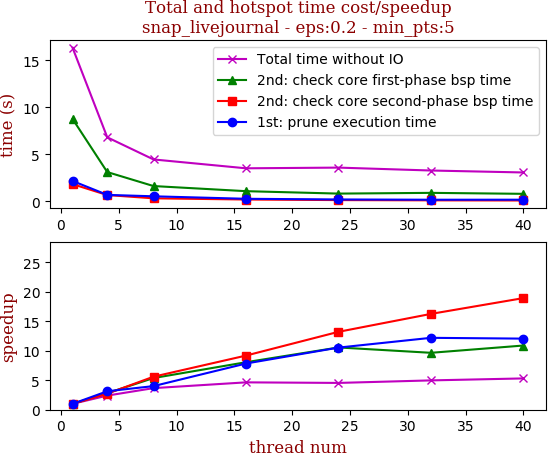 Total and hotspot time cost/speedup
snap_livejournal - eps:0.2 - min_pts:5
time (s)
15
10
5
0
Total time without IO
2nd: check core first-phase bsp time
2nd: check core second-phase bsp time
1st: prune execution time
0 5 10 15 20 25 30 35 40
speedup
25
20
15
10
5
0
0 5 10 15 20 25 30 35 40
thread num